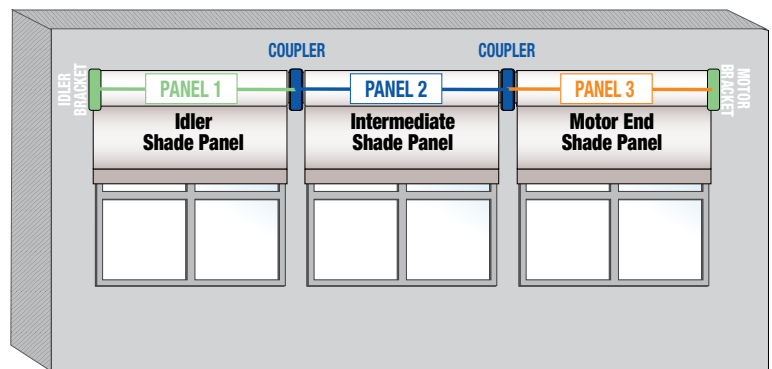 COUPLER
COUPLER
IDLER
BRACKET
PANEL 1
PANEL 2
PANEL 3
MOTOR
BRACKET
Idler
Shade Panel
Intermediate
Shade Panel
Motor End
Shade Panel